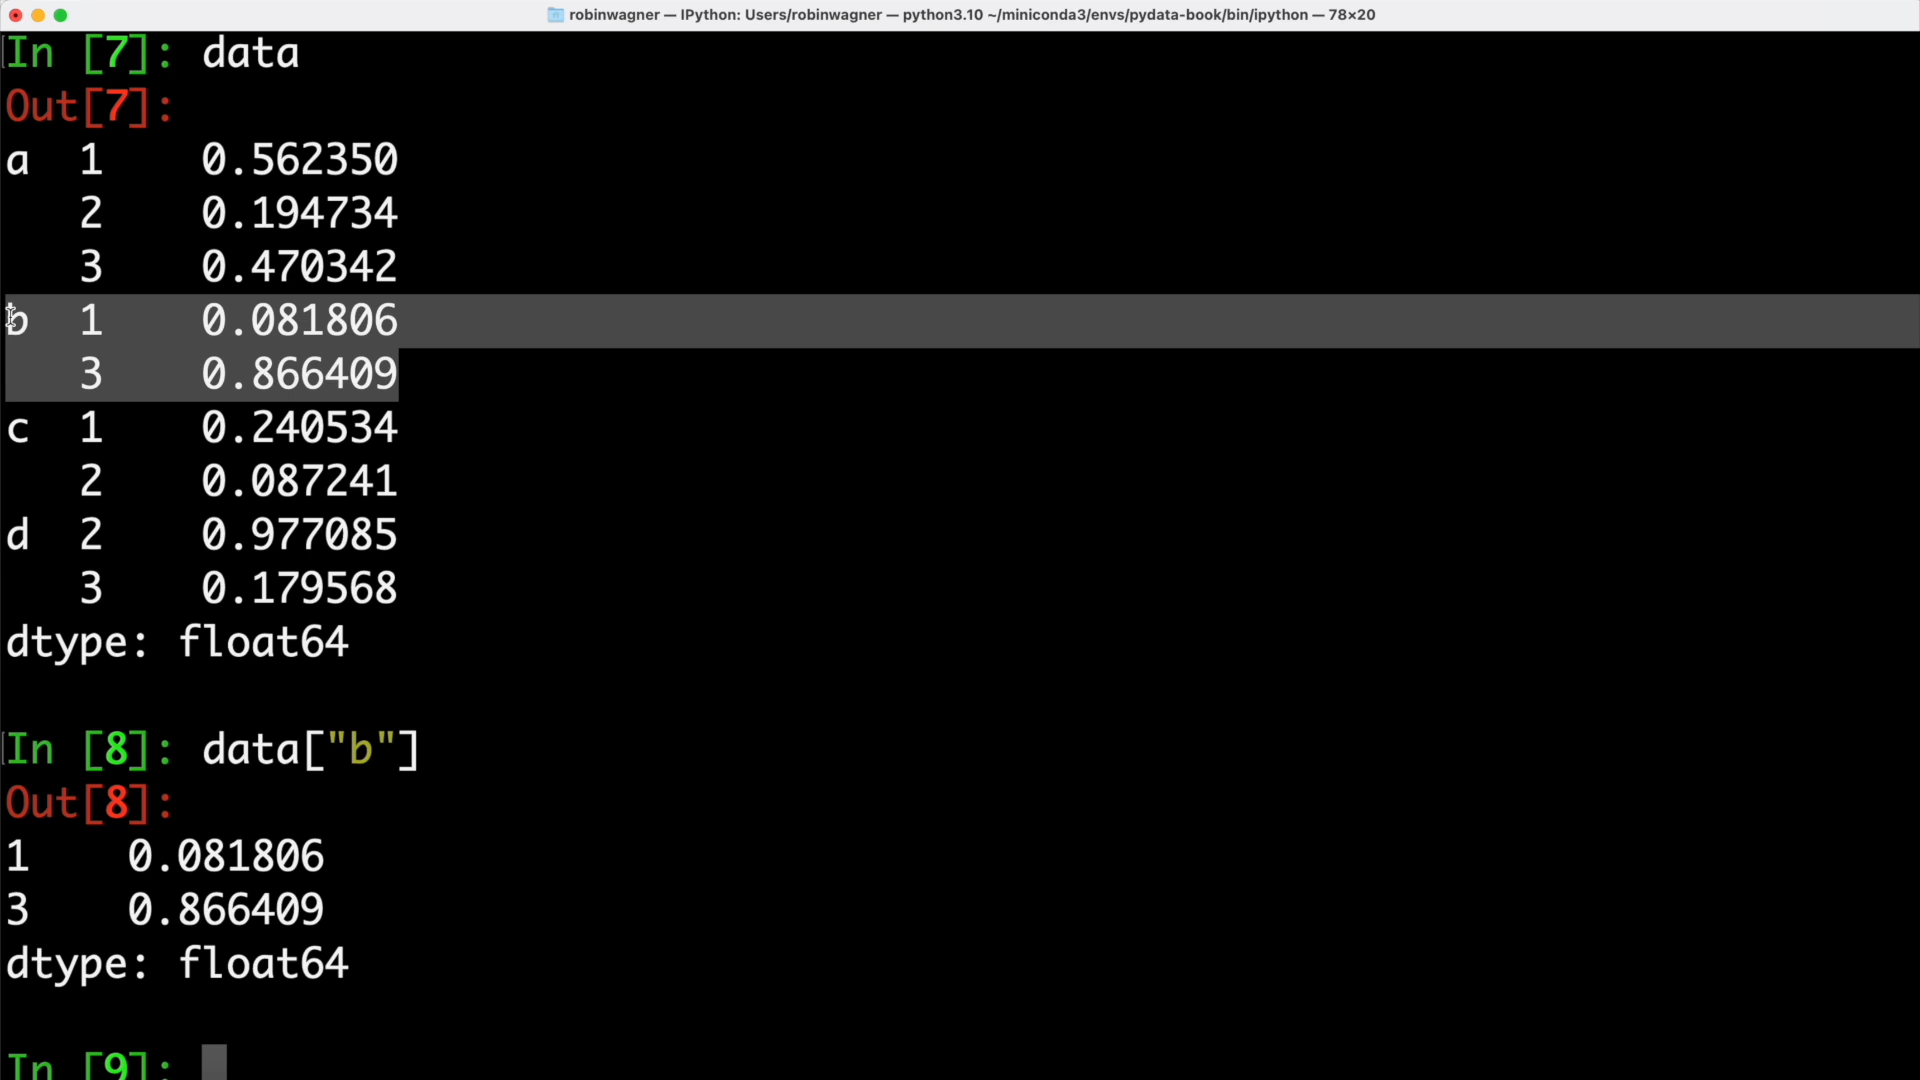 robinwagner — IPython: Users/robinwagner — python3.10 ~/miniconda3/envs/pydata-book/bin/ipython — 78×20
In [7]: data
Out[7]:
a  1    0.562350
   2    0.194734
   3    0.470342
b  1    0.081806
   3    0.866409
c  1    0.240534
   2    0.087241
d  2    0.977085
   3    0.179568
dtype: float64
In [8]: data["b"]
Out[8]:
1    0.081806
3    0.866409
dtype: float64
In [9]: